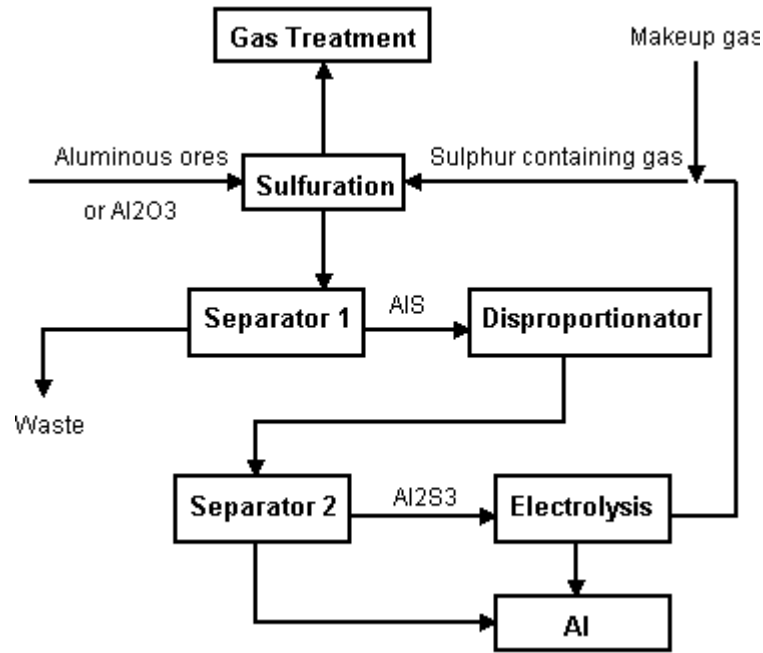 Gas Treatment
Makeup gas
Aluminous ores
Sulphur containing gas
Sulfuration
or Al2O3
Separator 1
AlS
Disproportionator
Waste
Separator 2
Al2S3
Electrolysis
Al